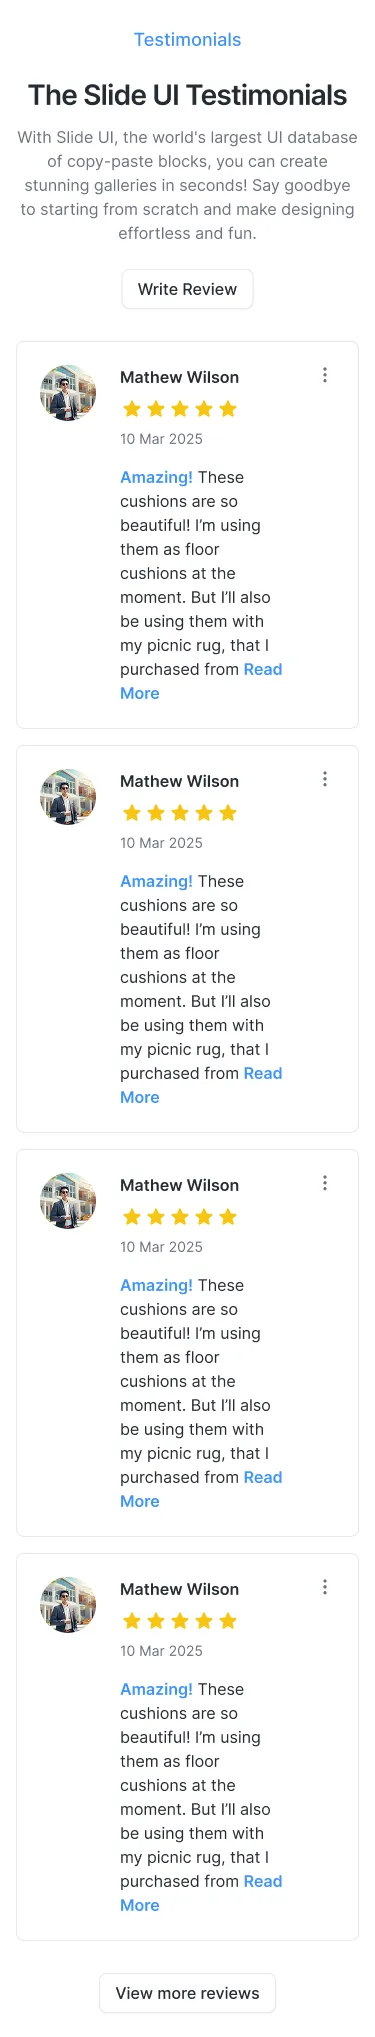 Testimonials
The Slide UI Testimonials
With Slide UI, the world's largest UI database
of copy-paste blocks, you can create
stunning galleries in seconds! Say goodbye
to starting from scratch and make designing
effortless and fun.
Write Review
Mathew Wilson
10 Mar 2025
Amazing! These
cushions are so
beautiful! I’m using
them as floor
cushions at the
moment. But I’ll also
be using them with
my picnic rug, that I
purchased from Read
More
Mathew Wilson
10 Mar 2025
Amazing! These
cushions are so
beautiful! I’m using
them as floor
cushions at the
moment. But I’ll also
be using them with
my picnic rug, that I
purchased from Read
More
Mathew Wilson
10 Mar 2025
Amazing! These
cushions are so
beautiful! I’m using
them as floor
cushions at the
moment. But I’ll also
be using them with
my picnic rug, that I
purchased from Read
More
Mathew Wilson
10 Mar 2025
Amazing! These
cushions are so
beautiful! I’m using
them as floor
cushions at the
moment. But I’ll also
be using them with
my picnic rug, that I
purchased from Read
More
View more reviews